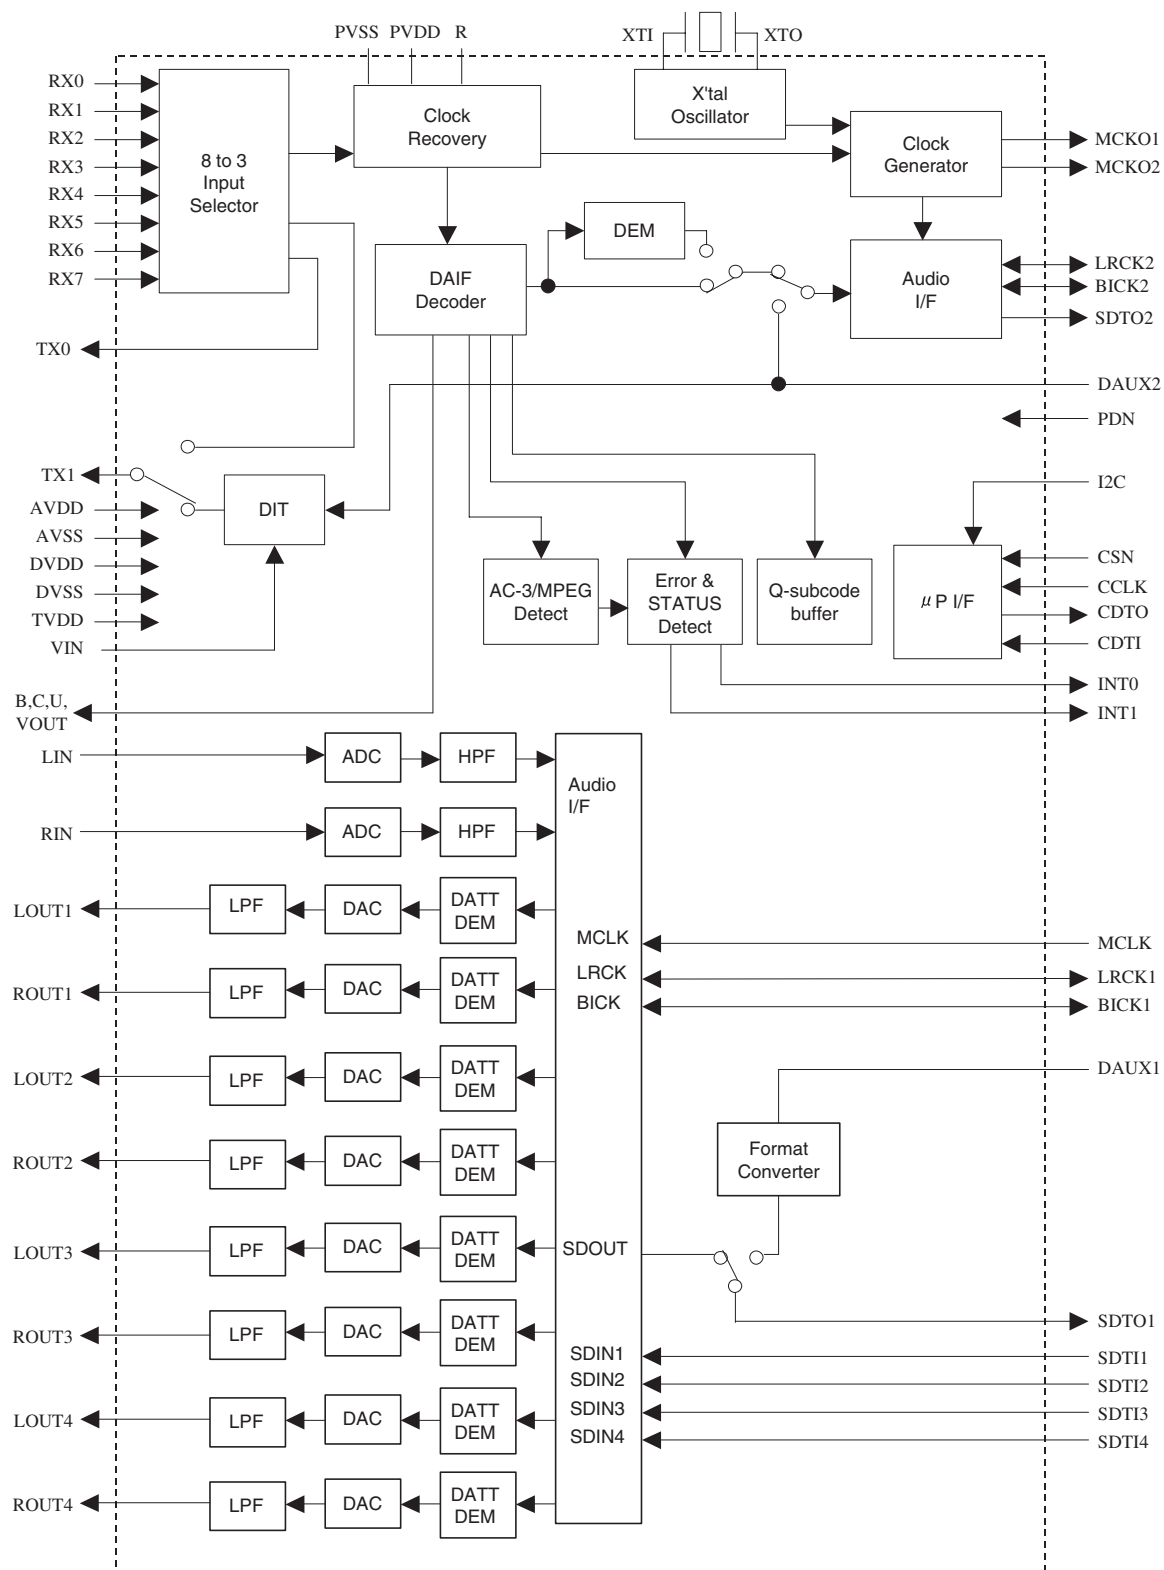 PVSS PVDD R
XTI XTO
RX0
RX1
RX2
RX3
RX4
RX5
RX6
RX7
8 to 3
Input
Selector
Clock
Recovery
X'tal
Oscillator
Clock
Generator
MCKO1
MCKO2
DEM
DAIF
Decoder
Audio
I/F
LRCK2
BICK2
SDTO2
TX0
DAUX2
PDN
TX1
AVDD
AVSS
DVDD
DVSS
TVDD
VIN
DIT
I2C
AC-3/MPEG
Detect
Error &
STATUS
Detect
Q-subcode
buffer
μP I/F
CSN
CCLK
CDTO
CDTI
INT0
INT1
B,C,U,
VOUT
LIN
ADC
HPF
Audio
I/F
RIN
ADC
HPF
LOUT1
LPF
DAC
DATT
DEM
MCLK
MCLK
ROUT1
LPF
DAC
DATT
DEM
LRCK
LRCK1
BICK
BICK1
LOUT2
LPF
DAC
DATT
DEM
DAUX1
ROUT2
LPF
DAC
DATT
DEM
Format
Converter
LOUT3
LPF
DAC
DATT
DEM
SDOUT
ROUT3
LPF
DAC
DATT
DEM
SDTO1
SDIN1
SDTI1
SDIN2
SDTI2
SDIN3
SDTI3
SDIN4
SDTI4
LOUT4
LPF
DAC
DATT
DEM
ROUT4
LPF
DAC
DATT
DEM